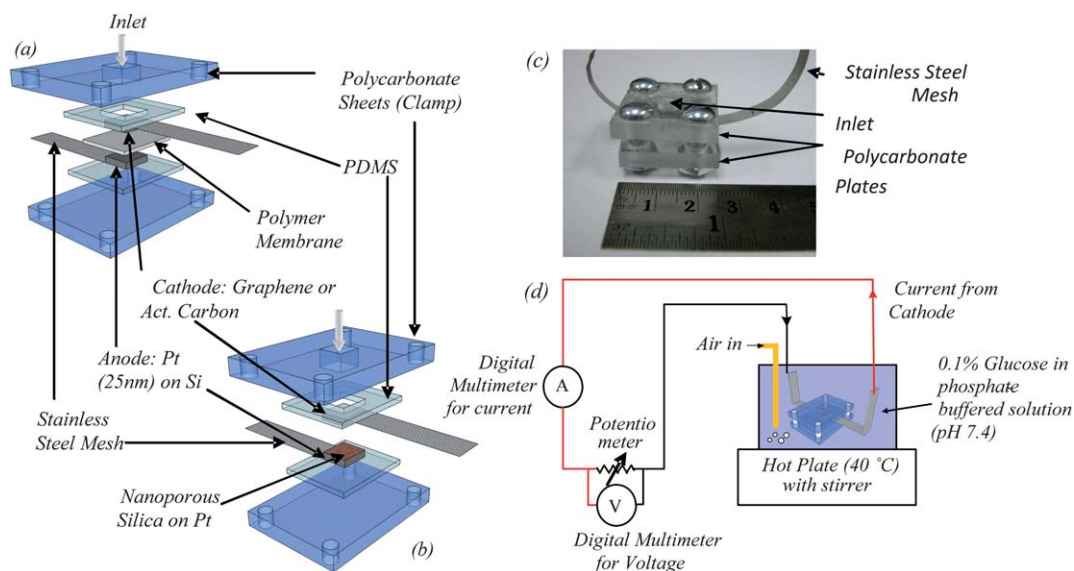 (a)
Inlet
Polycarbonate
Sheets (Clamp)
PDMS
Polymer
Membrane
Cathode: Graphene or
Act. Carbon
Anode: Pt
(25nm) on Si
Stainless
Steel Mesh
Nanoporous
Silica on Pt
(b)
(c)
Stainless Steel
Mesh
Inlet
Polycarbonate
Plates
1 2 3 4
32
1
(d)
Current from
Cathode
Air in
Digital
Multimeter
for current
A
0.1% Glucose in
phosphate
buffered solution
(pH 7.4)
Potentio
meter
V
Hot Plate (40 °C)
with stirrer
Digital Multimeter
for Voltage